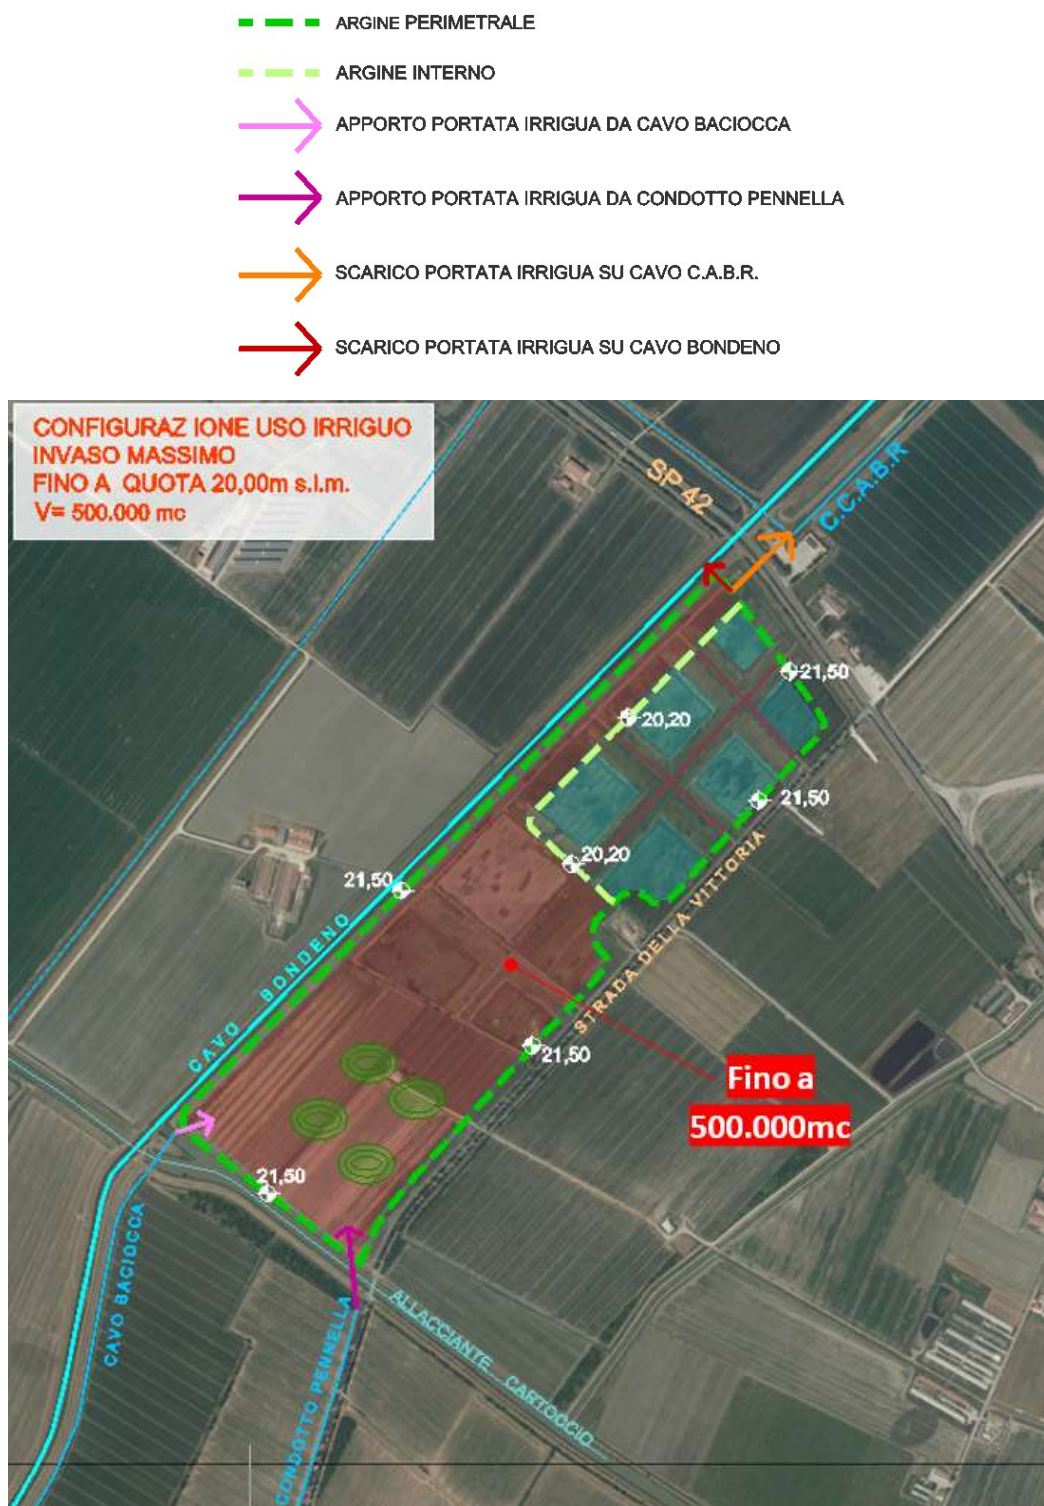 ARGINE PERIMETRALE
ARGINE INTERNO
APPORTO PORTATA IRRIGUA DA CAVO BACIOCCA
APPORTO PORTATA IRRIGUA DA CONDOTTO PENNELLA
SCARICO PORTATA IRRIGUA SU CAVO C.A.B.R.
SCARICO PORTATA IRRIGUA SU CAVO BONDENO
CONFIGURAZ IONE USO IRRIGUO
INVASO MASSIMO
FINO A QUOTA 20,00m s.l.m.
V= 500.000 mc
SP 42
C.C.A.B.R
21,50
20,20
21,50
20,20
21,50
STRADA DELLA VITTORIA
CAVO BONDENO
21,50
Fino a
500.000mc
21,50
CAVO BACIOCCA
ALLACCIANTE CARTOCCIO
CONDOTTO PENNELLA